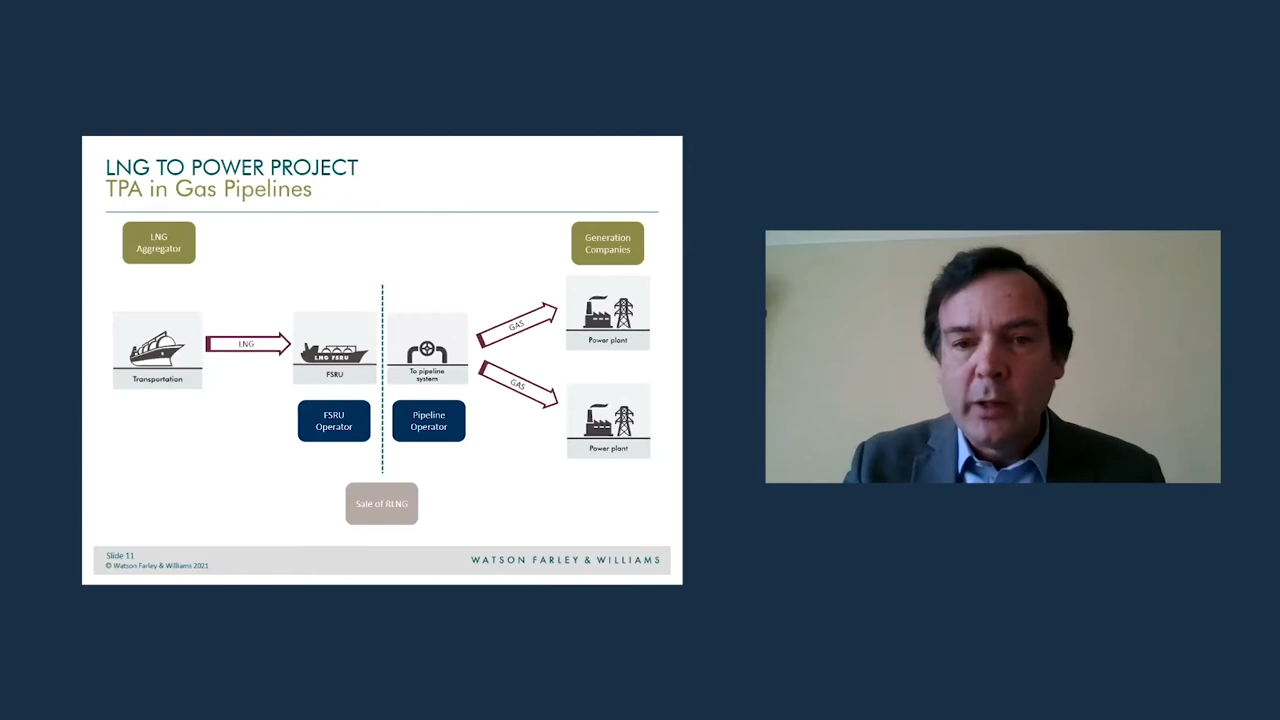 LNG TO POWER PROJECT
TPA in Gas Pipelines
LNG
Aggregator
Generation
Companies
Transportation
LNG
LNG FSRU
FSRU
To pipeline
system
GAS
GAS
Power plant
Power plant
FSRU
Operator
Pipeline
Operator
Sale of RLNG
Slide 11
© Watson Farley & Williams 2021
WATSON FARLEY & WILLIAMS